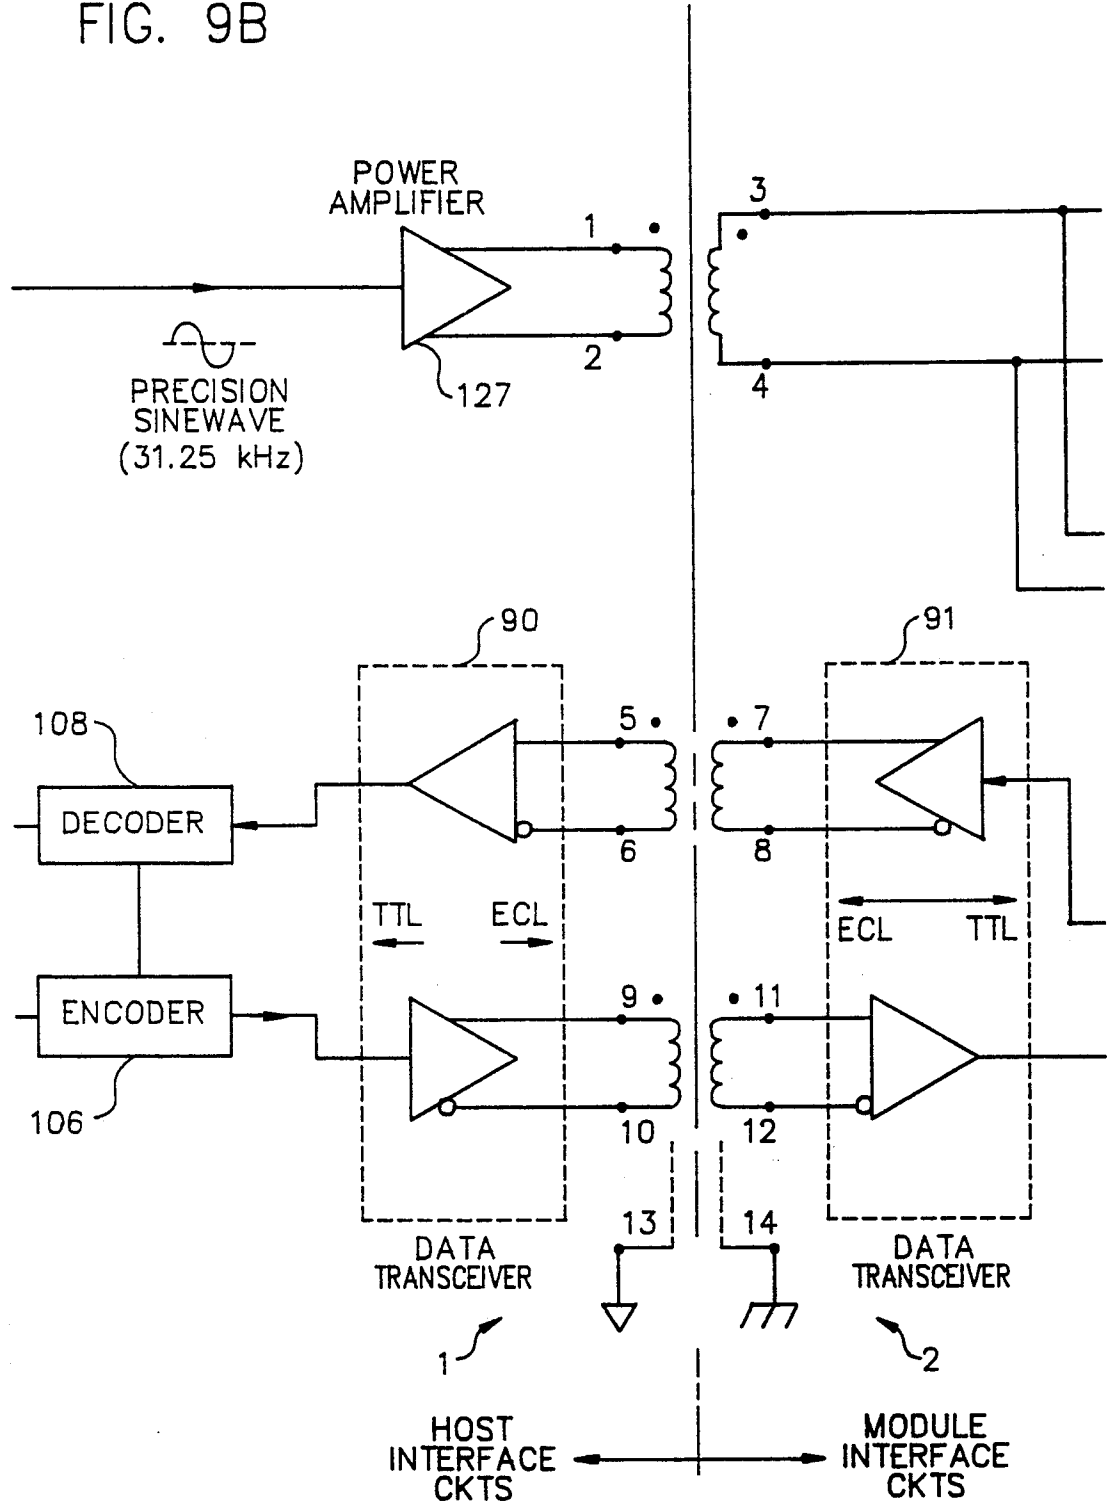 FIG. 9B
POWER
AMPLIFIER
1
2
3
4
127
PRECISION
SINEWAVE
(31.25 kHz)
90
91
108
DECODER
5
6
7
8
TTL
ECL
ECL
TTL
ENCODER
106
9
10
11
12
13
14
DATA
TRANSCEIVER
DATA
TRANSCEIVER
1
2
HOST
INTERFACE
CKTS
MODULE
INTERFACE
CKTS